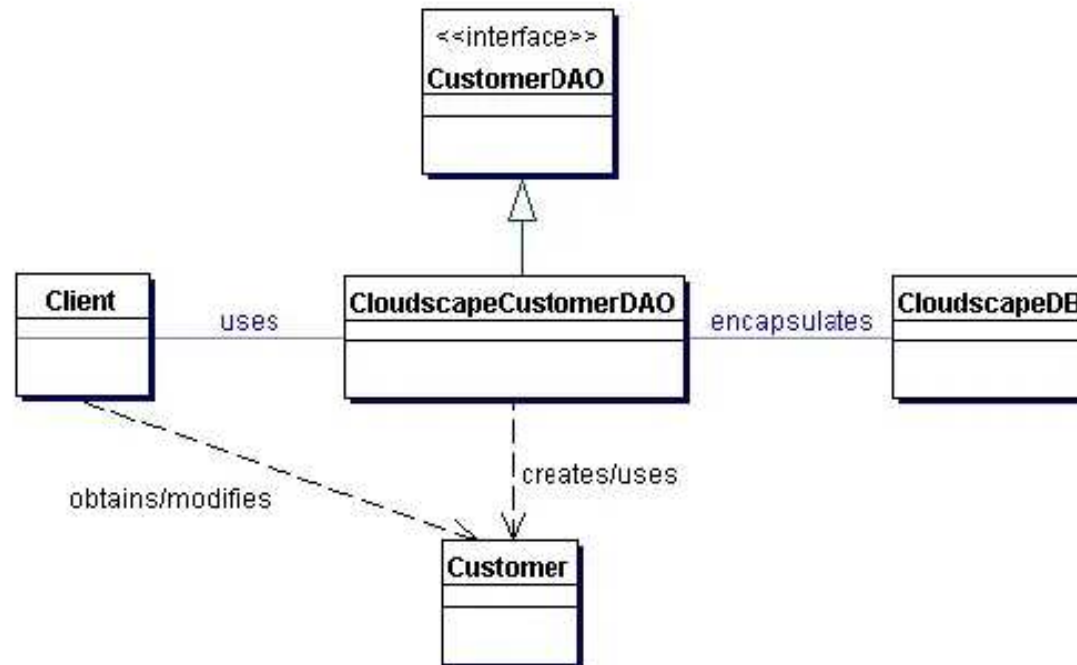 <<interface>>
CustomerDAO
Client
uses
CloudscapeCustomerDAO
encapsulates
CloudscapeDB
obtains/modifies
creates/uses
Customer